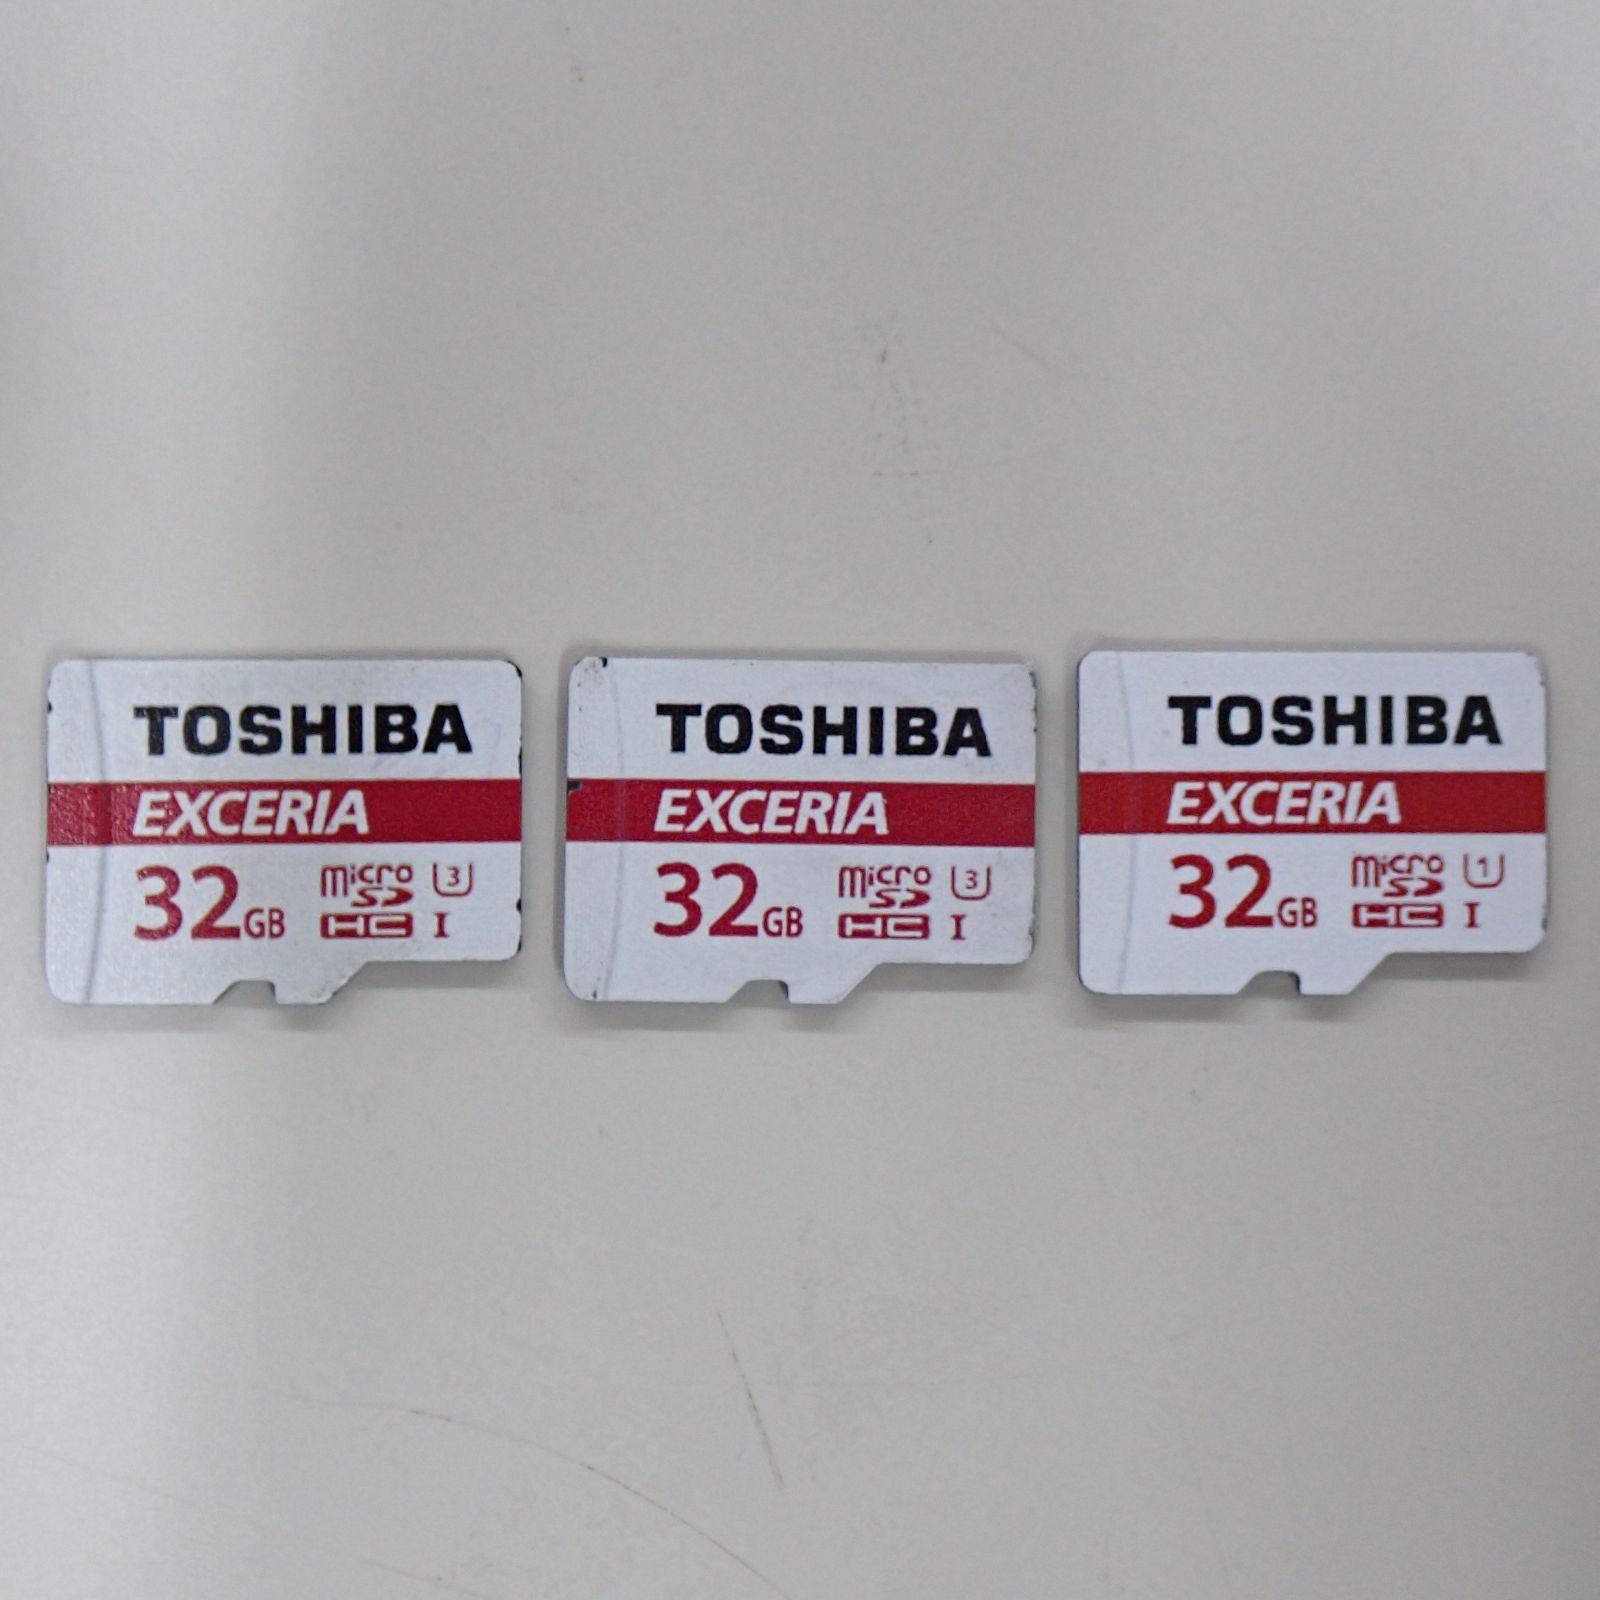 TOSHIBA
EXCERIA
32GB micro SD HC I 3
TOSHIBA
EXCERIA
32GB micro SD HC I 3
TOSHIBA
EXCERIA
32GB micro SD HC I 1